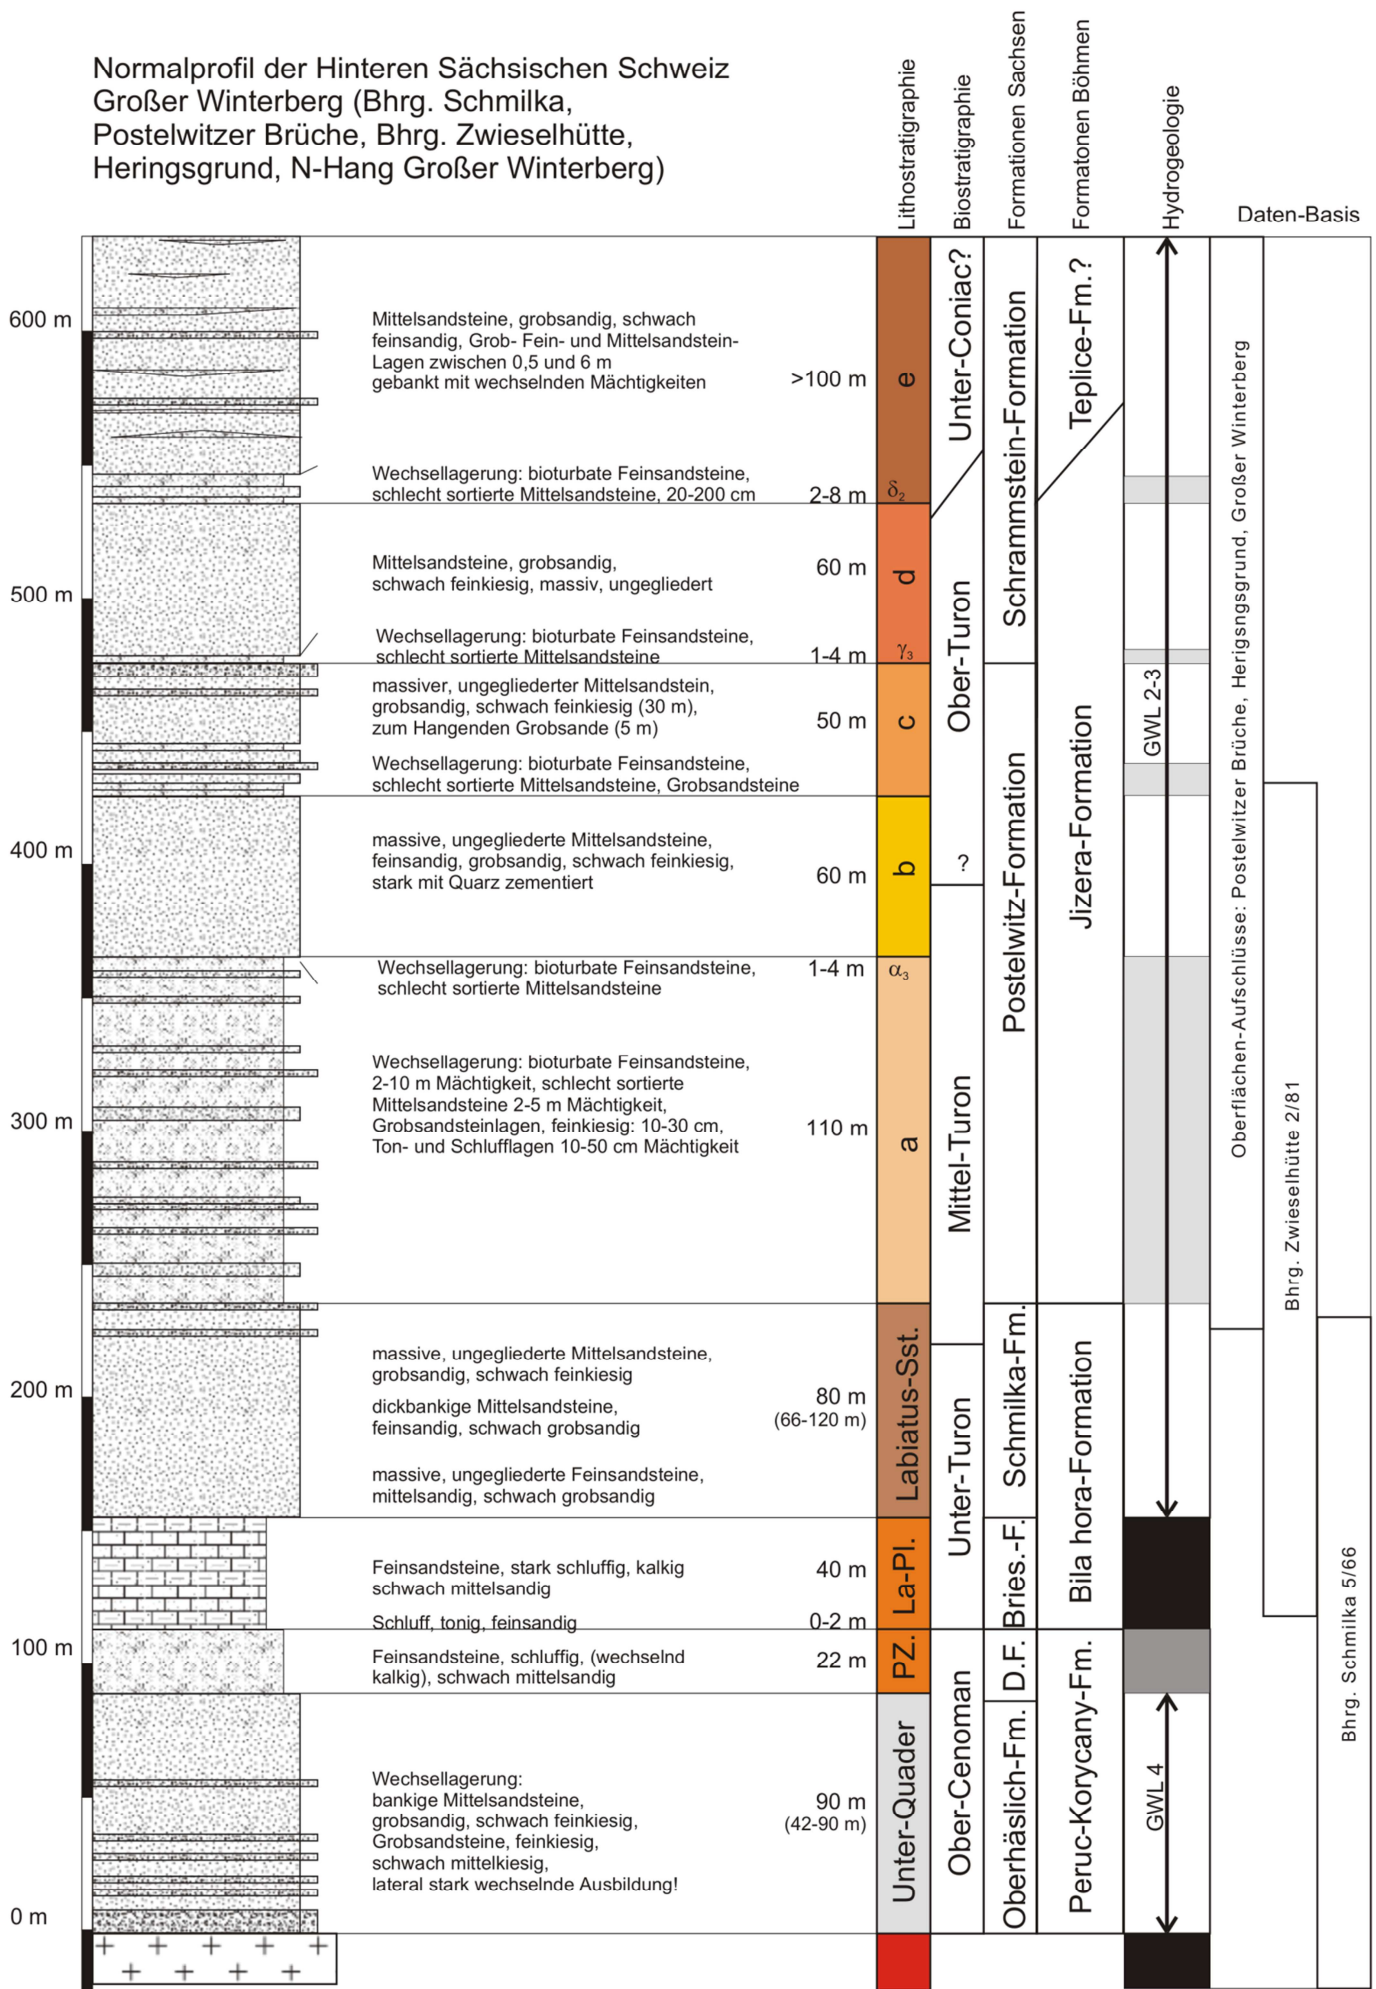 Normalprofil der Hinteren Sächsischen Schweiz
Großer Winterberg (Bhrg. Schmilka,
Postelwitzer Brüche, Bhrg. Zwieselhütte,
Heringsgrund, N-Hang Großer Winterberg)
Lithostratigraphie
Biostratigraphie
Formationen Sachsen
Formatonen Böhmen
Hydrogeologie
Daten-Basis
600 m
500 m
400 m
300 m
200 m
100 m
0 m
Mittelsandsteine, grobsandig, schwach
feinsandig, Grob- Fein- und Mittelsandstein-
Lagen zwischen 0,5 und 6 m
gebankt mit wechselnden Mächtigkeiten
>100 m
Wechsellagerung: bioturbate Feinsandsteine,
schlecht sortierte Mittelsandsteine, 20-200 cm
2-8 m
Mittelsandsteine, grobsandig,
schwach feinkiesig, massiv, ungegliedert
60 m
Wechsellagerung: bioturbate Feinsandsteine,
schlecht sortierte Mittelsandsteine
1-4 m
massiver, ungegliederter Mittelsandstein,
grobsandig, schwach feinkiesig (30 m),
zum Hangenden Grobsande (5 m)
50 m
Wechsellagerung: bioturbate Feinsandsteine,
schlecht sortierte Mittelsandsteine, Grobsandsteine
massive, ungegliederte Mittelsandsteine,
feinsandig, grobsandig, schwach feinkiesig,
stark mit Quarz zementiert
60 m
Wechsellagerung: bioturbate Feinsandsteine,
schlecht sortierte Mittelsandsteine
1-4 m
Wechsellagerung: bioturbate Feinsandsteine,
2-10 m Mächtigkeit, schlecht sortierte
Mittelsandsteine 2-5 m Mächtigkeit,
Grobsandsteinlagen, feinkiesig: 10-30 cm,
Ton- und Schlufflagen 10-50 cm Mächtigkeit
110 m
massive, ungegliederte Mittelsandsteine,
grobsandig, schwach feinkiesig
dickbankige Mittelsandsteine,
feinsandig, schwach grobsandig
80 m
(66-120 m)
massive, ungegliederte Feinsandsteine,
mittelsandig, schwach grobsandig
Feinsandsteine, stark schluffig, kalkig
schwach mittelsandig
40 m
Schluff, tonig, feinsandig
0-2 m
Feinsandsteine, schluffig, (wechselnd
kalkig), schwach mittelsandig
22 m
Wechsellagerung:
bankige Mittelsandsteine,
grobsandig, schwach feinkiesig,
Grobsandsteine, feinkiesig,
schwach mittelkiesig,
lateral stark wechselnde Ausbildung!
90 m
(42-90 m)
e
δ2
d
γ3
c
b
α3
a
Labiatus-Sst.
La-Pl.
PZ.
Unter-Quader
Unter-Coniac?
Ober-Turon
?
Mittel-Turon
Unter-Turon
Ober-Cenoman
Schrammstein-Formation
Postelwitz-Formation
Schmilka-Fm.
Bries.-F.
D.F.
Oberhäslich-Fm.
Teplice-Fm.?
Jizera-Formation
Bila hora-Formation
Peruc-Korycany-Fm.
GWL 2-3
GWL 4
Oberflächen-Aufschlüsse: Postelwitzer Brüche, Herigsngsgrund, Großer Winterberg
Bhrg. Zwieselhütte 2/81
Bhrg. Schmilka 5/66